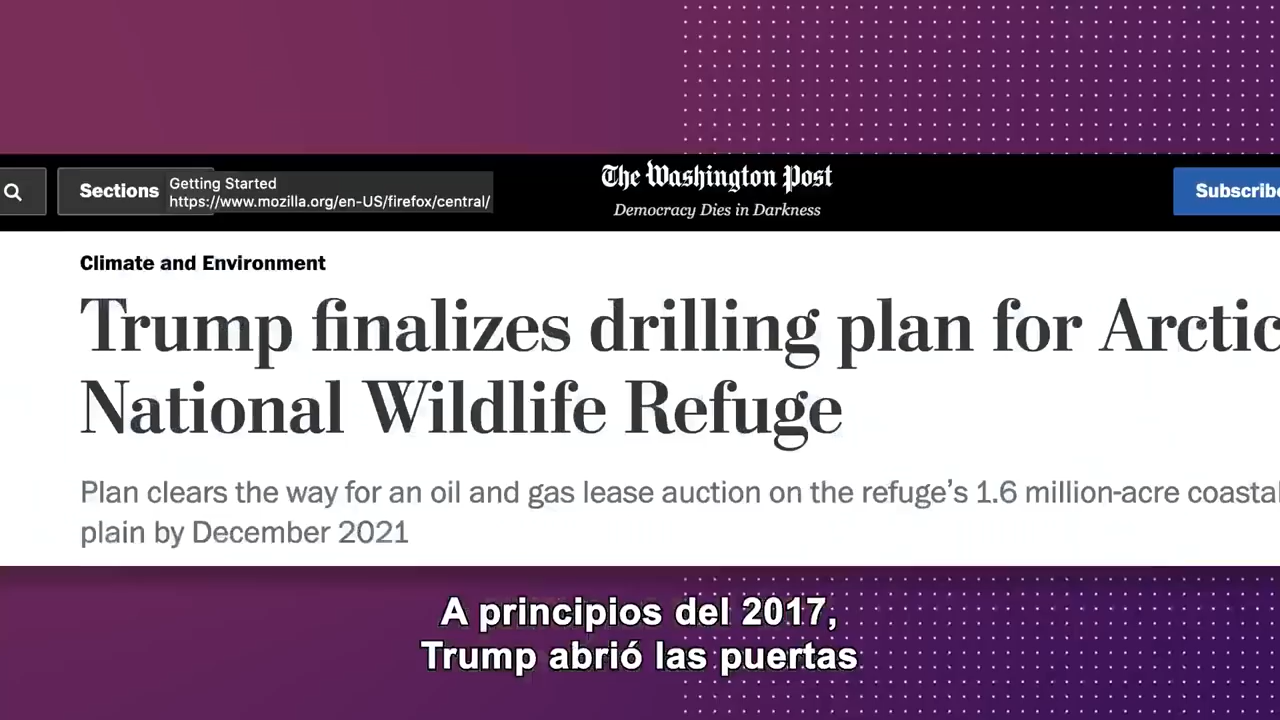 Sections
Getting Started
https://www.mozilla.org/en-US/firefox/central/
The Washington Post
Democracy Dies in Darkness
Subscribe
Climate and Environment
Trump finalizes drilling plan for Arctic
National Wildlife Refuge
Plan clears the way for an oil and gas lease auction on the refuge’s 1.6 million-acre coastal
plain by December 2021
A principios del 2017,
Trump abrió las puertas